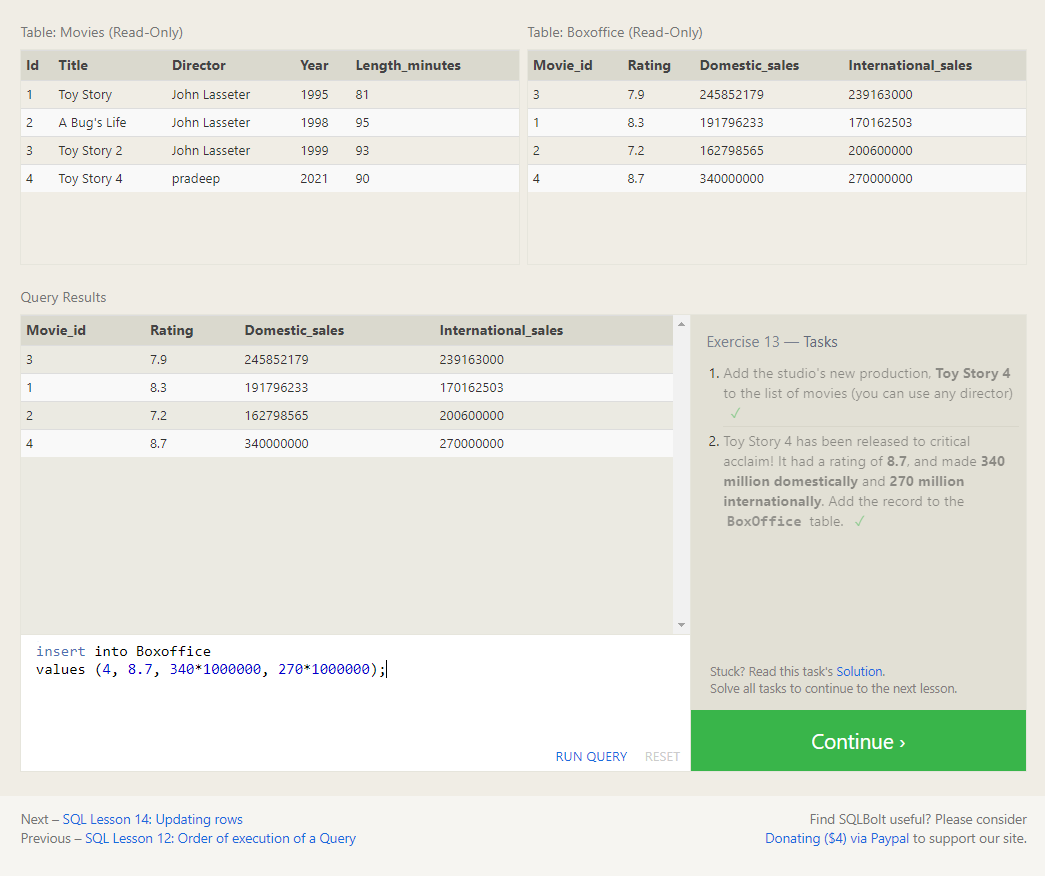 Table: Movies (Read-Only)
Id Title Director Year Length_minutes
1 Toy Story John Lasseter 1995 81
2 A Bug's Life John Lasseter 1998 95
3 Toy Story 2 John Lasseter 1999 93
4 Toy Story 4 pradeep 2021 90
Table: Boxoffice (Read-Only)
Movie_id Rating Domestic_sales International_sales
3 7.9 245852179 239163000
1 8.3 191796233 170162503
2 7.2 162798565 200600000
4 8.7 340000000 270000000
Query Results
Movie_id Rating Domestic_sales International_sales
3 7.9 245852179 239163000
1 8.3 191796233 170162503
2 7.2 162798565 200600000
4 8.7 340000000 270000000
insert into Boxoffice
values (4, 8.7, 340*1000000, 270*1000000);
RUN QUERY RESET
Exercise 13 — Tasks
1. Add the studio's new production, Toy Story 4
to the list of movies (you can use any director)
✓
2. Toy Story 4 has been released to critical
acclaim! It had a rating of 8.7, and made 340
million domestically and 270 million
internationally. Add the record to the
BoxOffice table. ✓
Stuck? Read this task's Solution.
Solve all tasks to continue to the next lesson.
Continue ›
Next – SQL Lesson 14: Updating rows
Previous – SQL Lesson 12: Order of execution of a Query
Find SQLBolt useful? Please consider
Donating ($4) via Paypal to support our site.